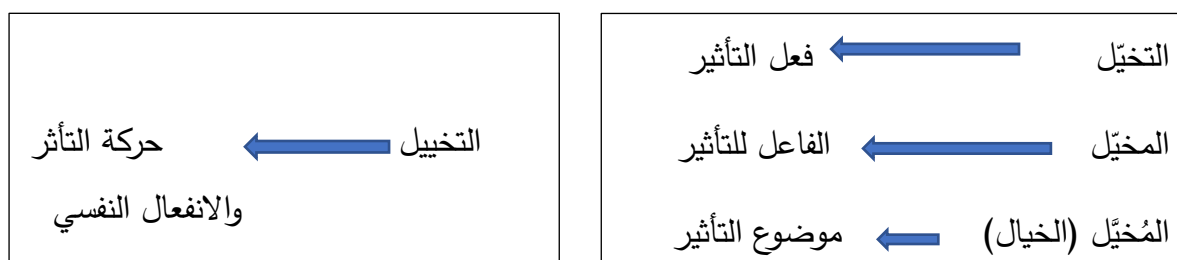 التخيّل فعل التأثير
المخيّل الفاعل للتأثير
المُخيَّل (الخيال) موضوع التأثير
التخييل حركة التأثر
والانفعال النفسي